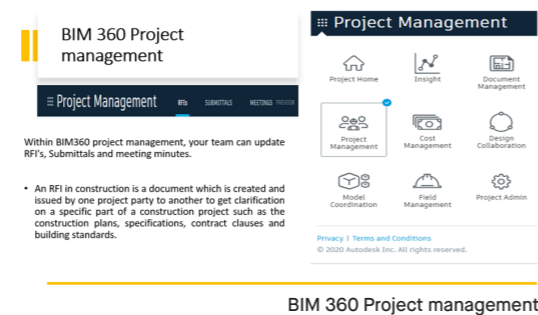 BIM 360 Project
management
Project Management
RFIs SUBMITTALS MEETINGS
Within BIM360 project management, your team can update
RFI's, Submittals and meeting minutes.
• An RFI in construction is a document which is created and
issued by one project party to another to get clarification
on a specific part of a construction project such as the
construction plans, specifications, contract clauses and
building standards.
Project Management
Project Home
Insight
Document
Management
Project
Management
Cost
Management
Design
Collaboration
Model
Coordination
Field
Management
Project Admin
Privacy | Terms and Conditions
© 2020 Autodesk Inc. All rights reserved.
BIM 360 Project management